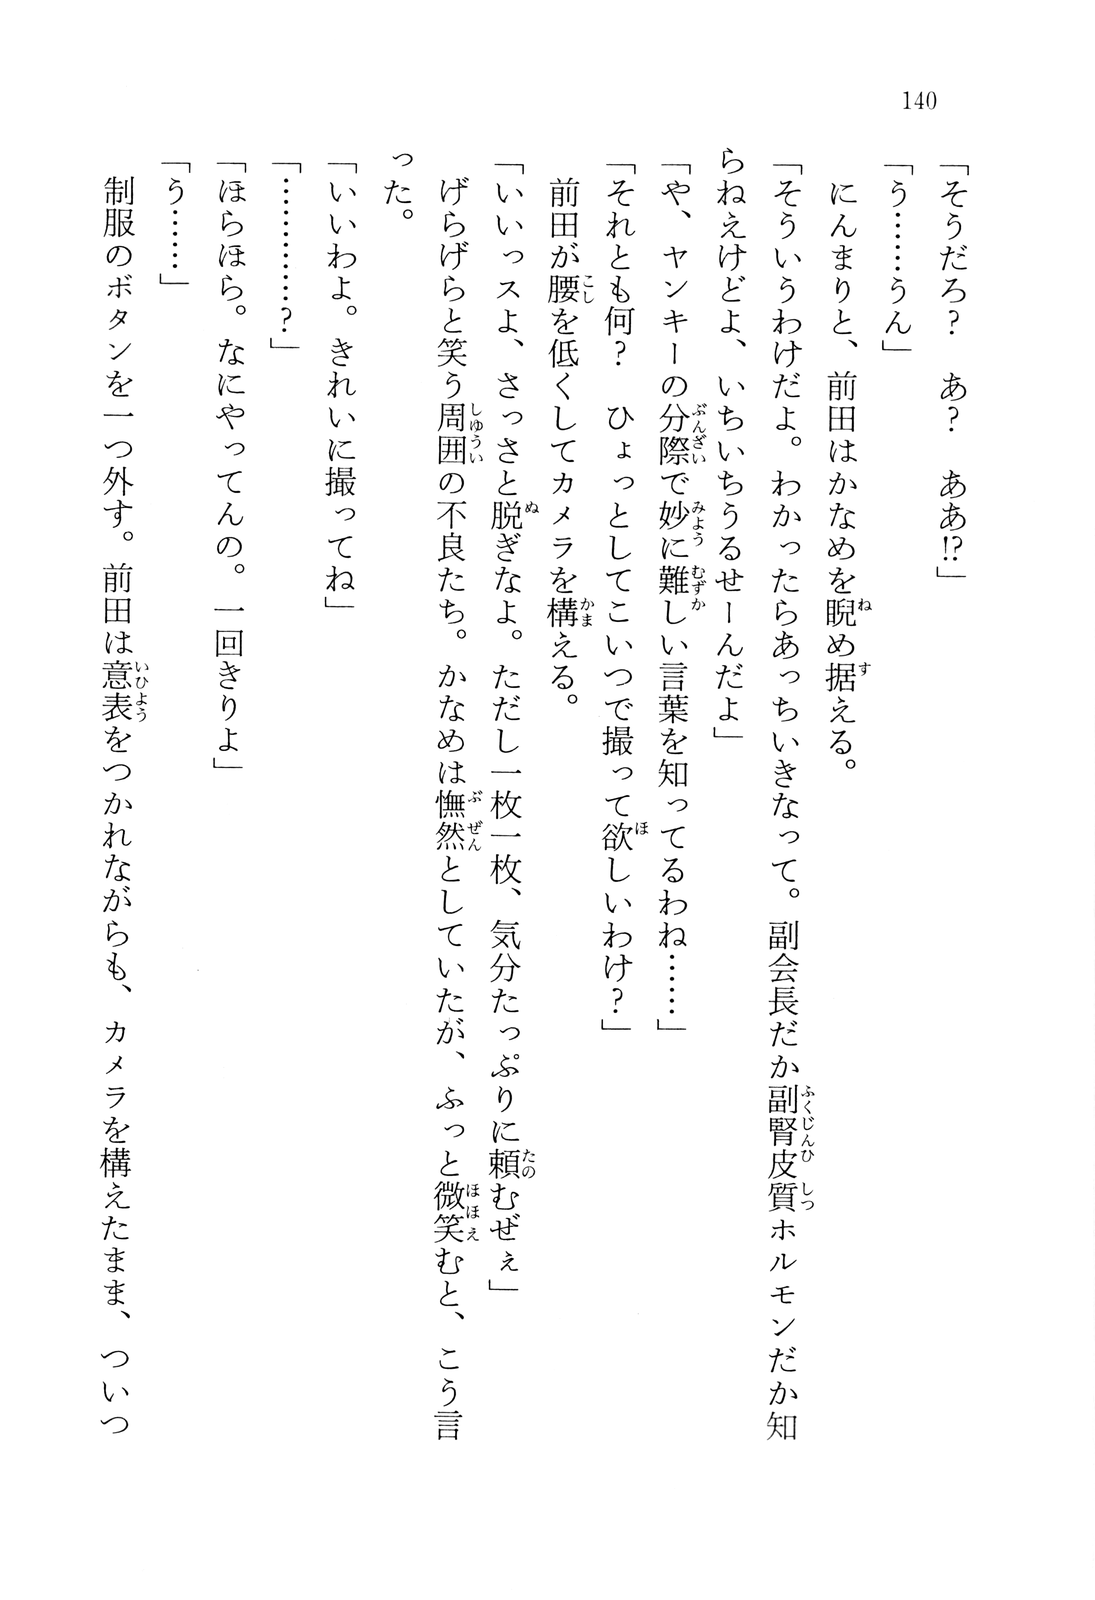 140
「そうだろ？　あ？　ああ!?」
「う……うん」
　にんまりと、前田はかなめを睨め据える。
「そういうわけだよ。わかったらあっちいきなって。副会長だか副腎皮質ホルモンだか知
らねえけどよ、いちいちうるせーんだよ」
「や、ヤンキーの分際で妙に難しい言葉を知ってるわね……」
「それとも何？　ひょっとしてこいつで撮って欲しいわけ？」
　前田が腰を低くしてカメラを構える。
「いいっスよ、さっさと脱ぎなよ。ただし一枚一枚、気分たっぷりに頼むぜぇ」
　げらげらと笑う周囲の不良たち。かなめは憮然としていたが、ふっと微笑むと、こう言
った。
「いいわよ。きれいに撮ってね」
「…………？」
「ほらほら。なにやってんの。一回きりよ」
「う……」
　制服のボタンを一つ外す。前田は意表をつかれながらも、カメラを構えたまま、ついつ